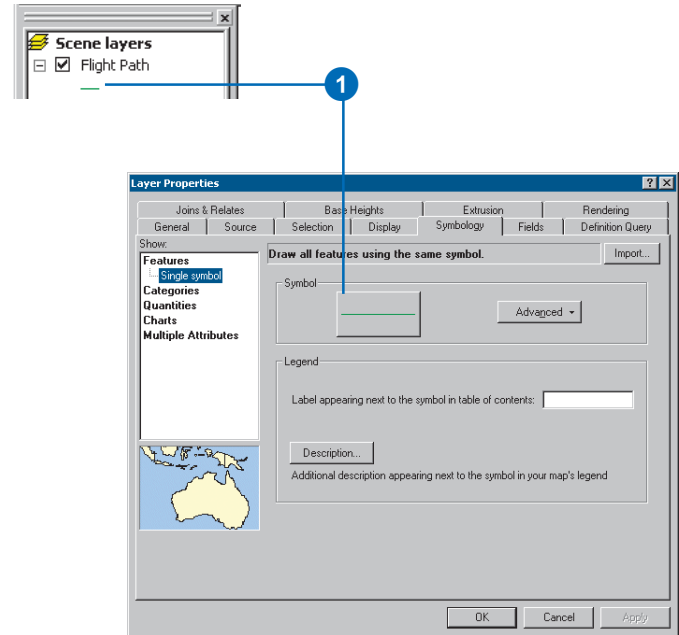 Scene layers
Flight Path
1
Layer Properties
Joins & Relates Base Heights Extrusion Rendering
General Source Selection Display Symbology Fields Definition Query
Show:
Features
Single symbol
Categories
Quantities
Charts
Multiple Attributes
Draw all features using the same symbol.
Import...
Symbol
Advanced
Legend
Label appearing next to the symbol in table of contents:
Description...
Additional description appearing next to the symbol in your map's legend
OK Cancel Apply